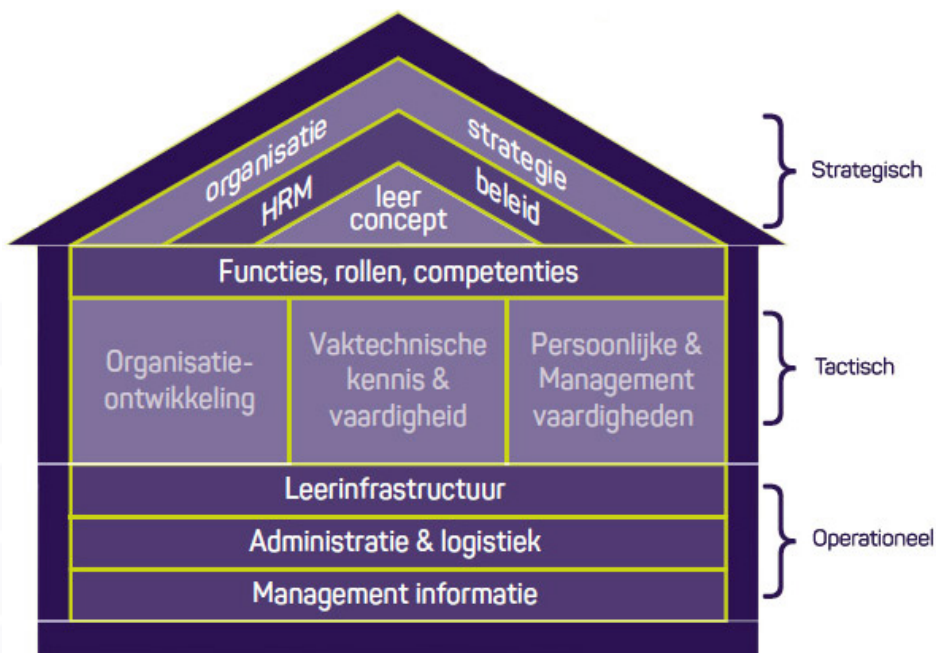 organisatie strategie
HRM beleid
leer
concept
Strategisch
Functies, rollen, competenties
Organisatie-
ontwikkeling
Vaktechnische
kennis &
vaardigheid
Persoonlijke &
Management
vaardigheden
Tactisch
Leerinfrastructuur
Administratie & logistiek
Management informatie
Operationeel